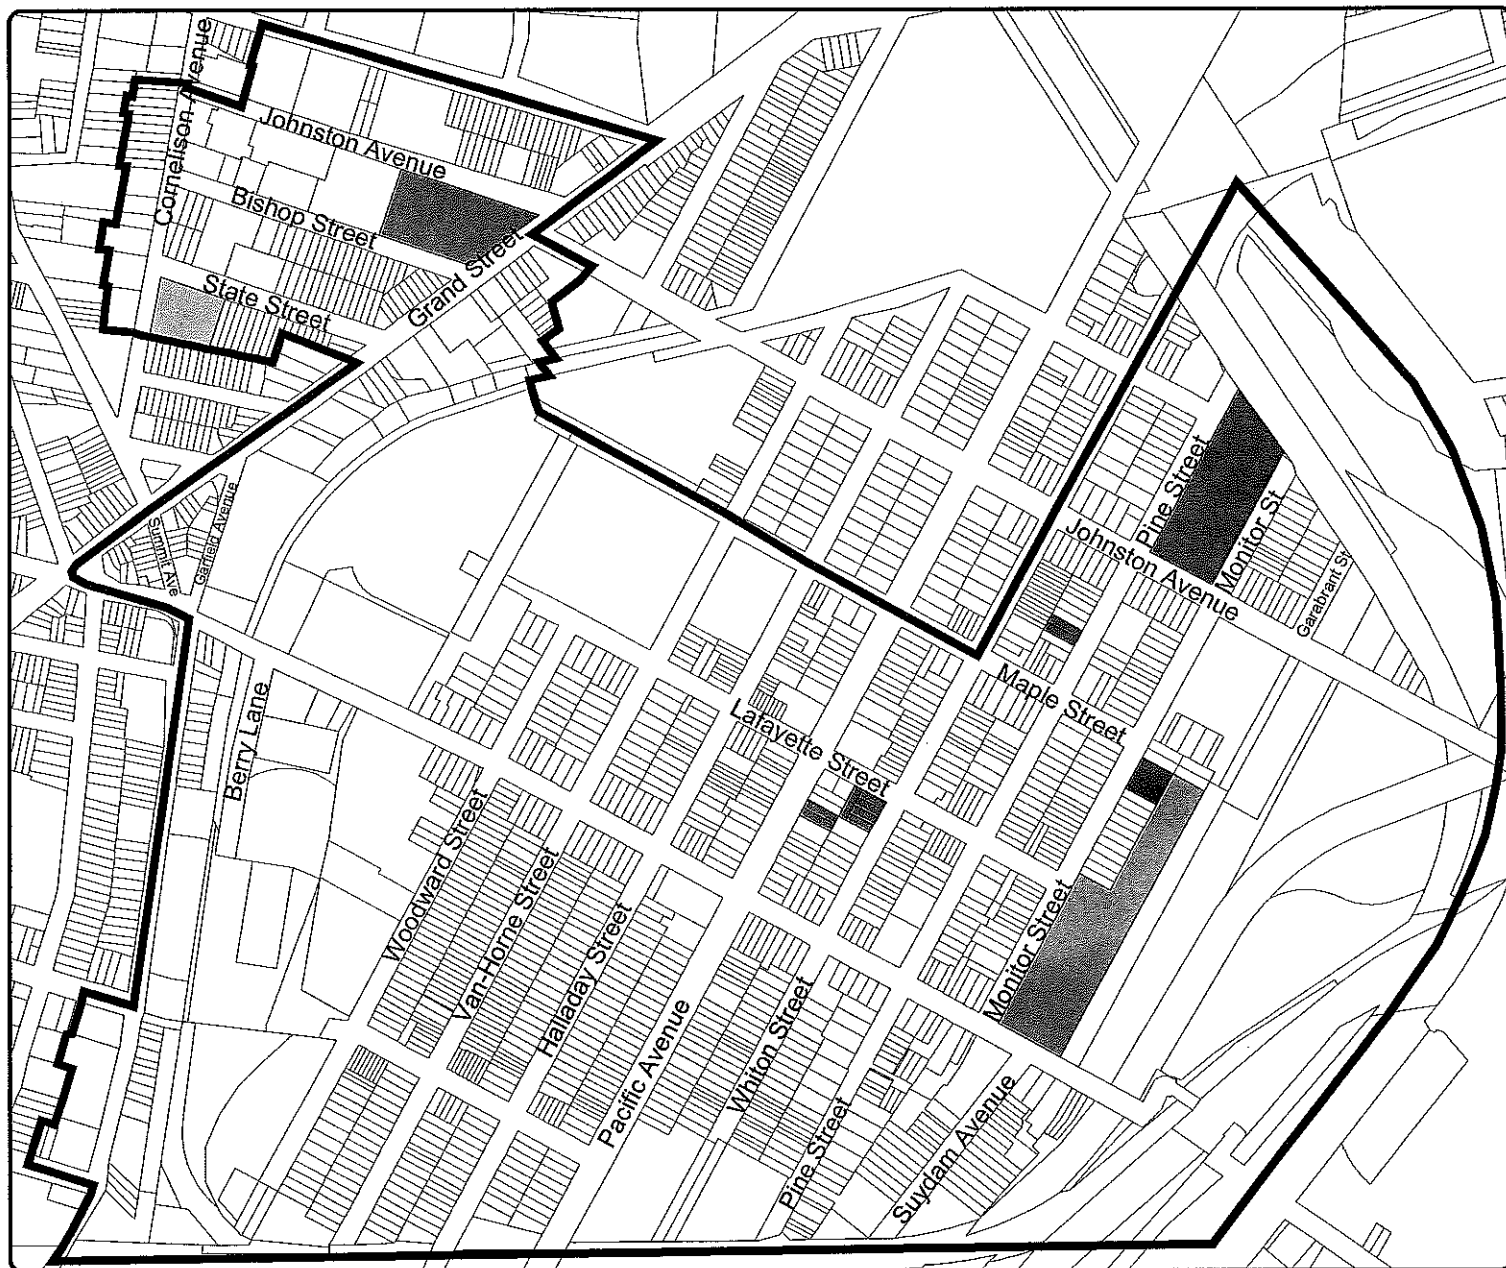 Cornelison Avenue
Johnston Avenue
Bishop Street
State Street
Grand Street
Summit Ave
Garfield Avenue
Pine Street
Monitor St
Johnston Avenue
Garabrant St
Maple Street
Lafayette Street
Berry Lane
Woodward Street
Van-Horne Street
Halladay Street
Pacific Avenue
Whiton Street
Pine Street
Monitor Street
Suydam Avenue